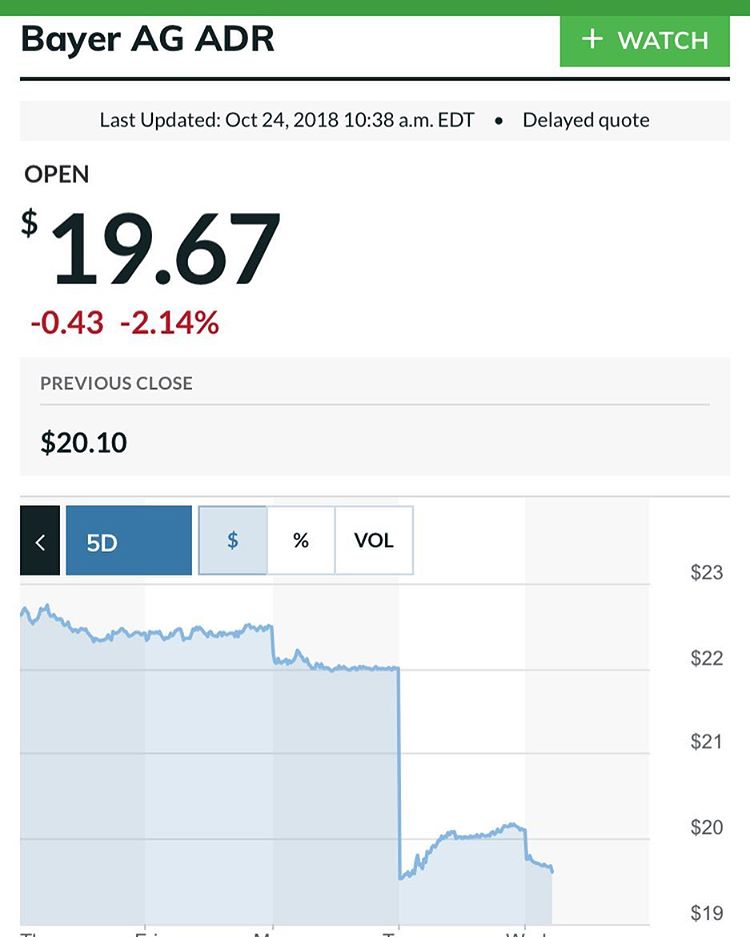 Bayer AG ADR
+ WATCH
Last Updated: Oct 24, 2018 10:38 a.m. EDT • Delayed quote
OPEN
$19.67
-0.43 -2.14%
PREVIOUS CLOSE
$20.10
< 5D $ % VOL
$23
$22
$21
$20
$19